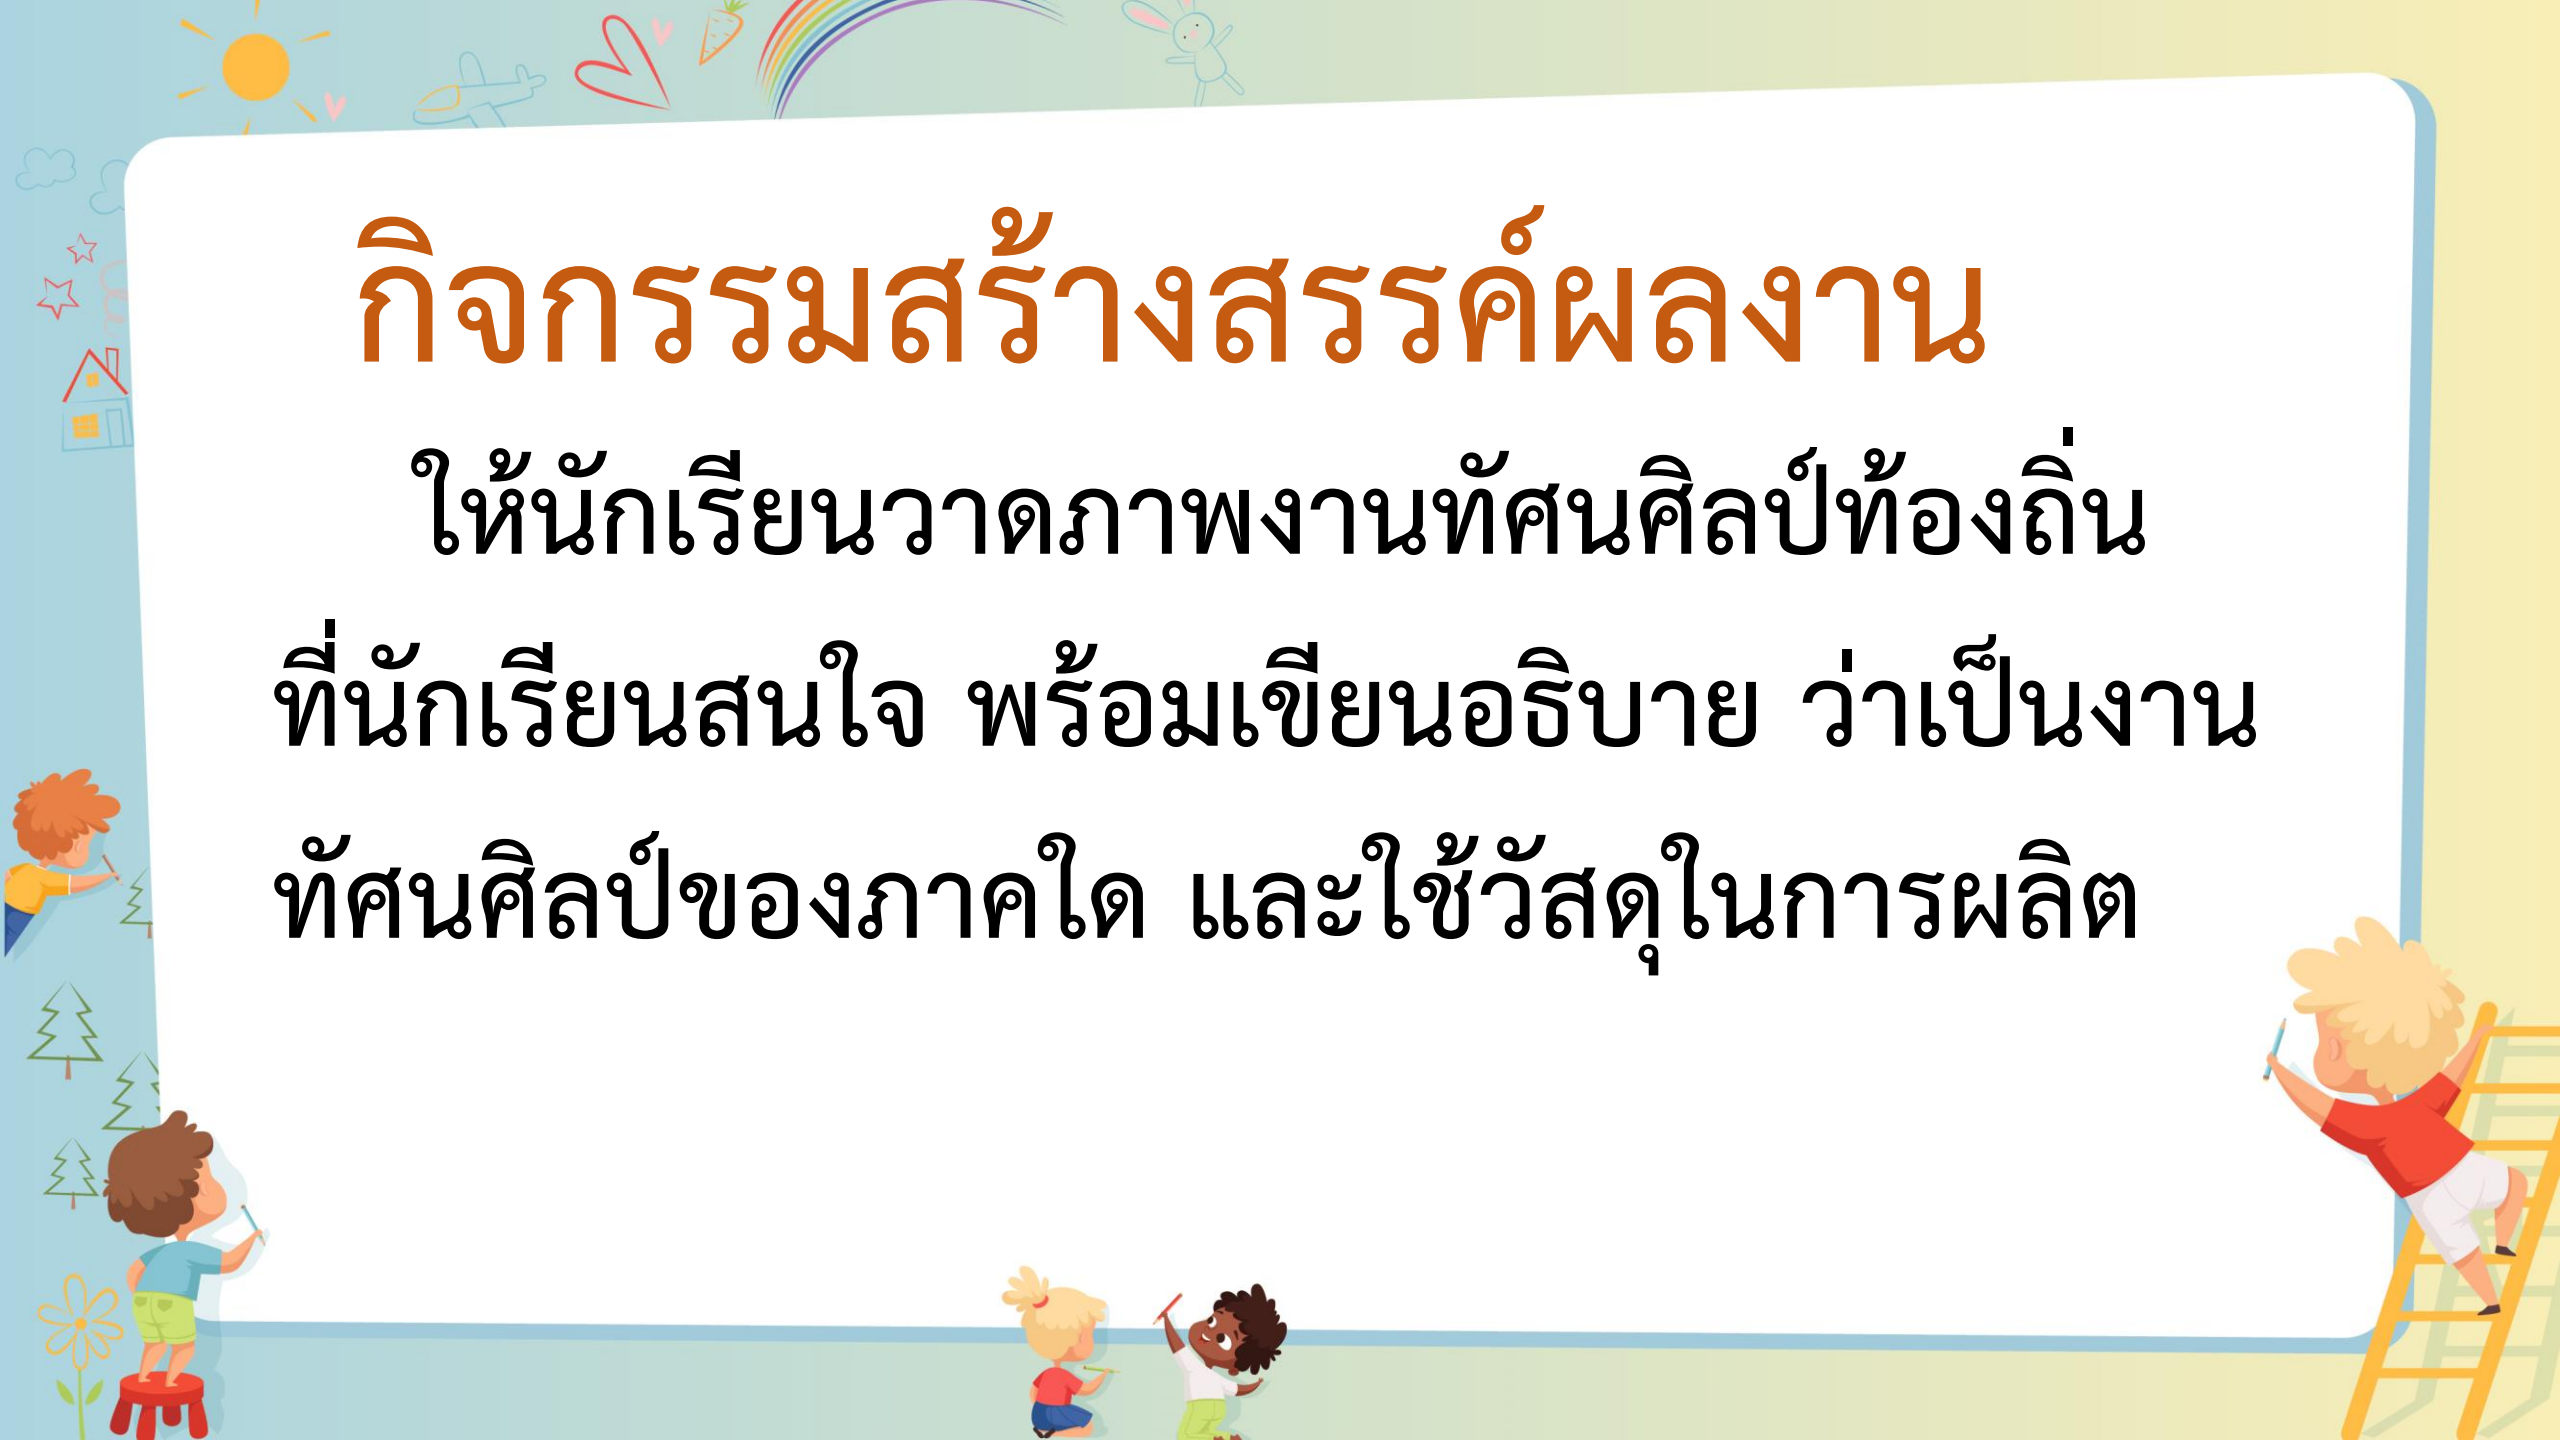 กิจกรรมสร้างสรรค์ผลงาน
ให้นักเรียนวาดภาพงานทัศนศิลป์ท้องถิ่น
ที่นักเรียนสนใจ พร้อมเขียนอธิบาย ว่าเป็นงาน
ทัศนศิลป์ของภาคใด และใช้วัสดุในการผลิต